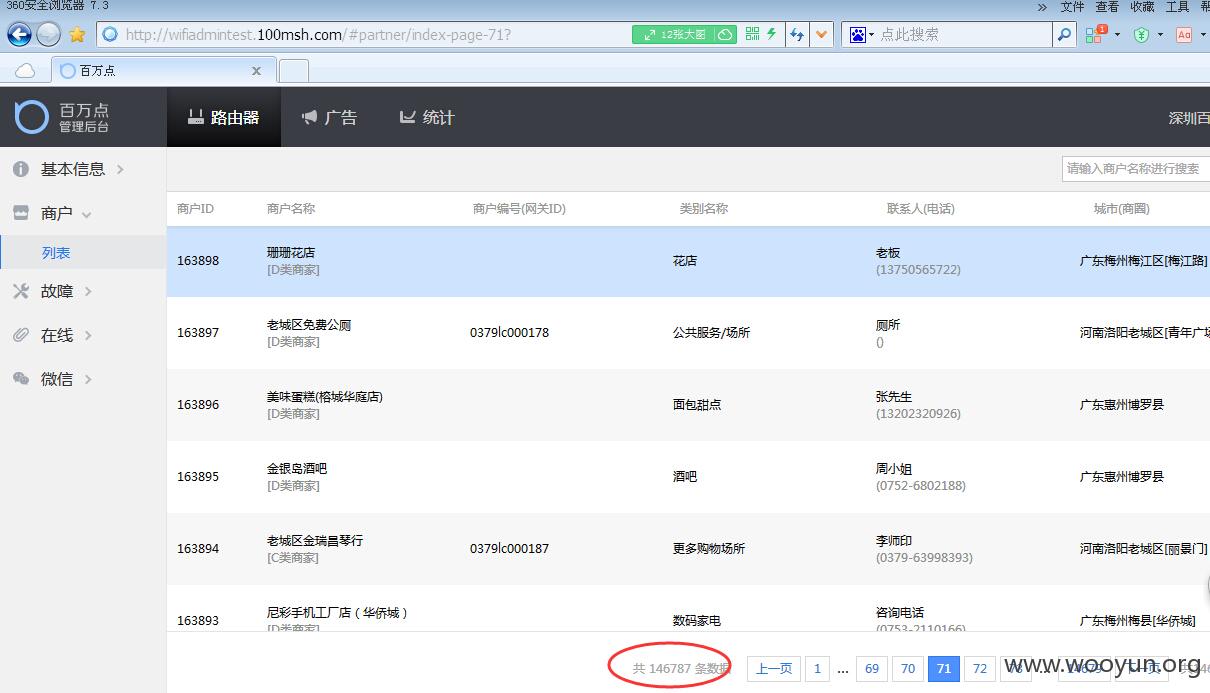 360安全浏览器 7.3
» 文件 查看 收藏 工具
http://wifiadmintest.100msh.com/#partner/index-page-71?
12张大图
点此搜索
1
百万点 x
百万点
管理后台
路由器 广告 统计 深圳百
基本信息
商户
列表
故障
在线
微信
请输入商户名称进行搜索
商户ID 商户名称 商户编号(网关ID) 类别名称 联系人(电话) 城市(商圈)
163898 珊珊花店 花店 老板 广东梅州梅江区[梅江路]
[D类商家] (13750565722)
163897 老城区免费公厕 0379lc000178 公共服务/场所 厕所 河南洛阳老城区[青年广场
[D类商家] ()
163896 美味蛋糕(榕城华庭店) 面包甜点 张先生 广东惠州博罗县
[D类商家] (13202320926)
163895 金银岛酒吧 酒吧 周小姐 广东惠州博罗县
[D类商家] (0752-6802188)
163894 老城区金瑞昌琴行 0379lc000187 更多购物场所 李师印 河南洛阳老城区[丽景门]
[C类商家] (0379-63998393)
163893 尼彩手机工厂店（华侨城） 数码家电 咨询电话 广东梅州梅县[华侨城]
[D类商家] (0753-2110166)
共 146787 条数据 上一页 1 ... 69 70 71 72 73 ... 14679 下一页
www.wooyun.org